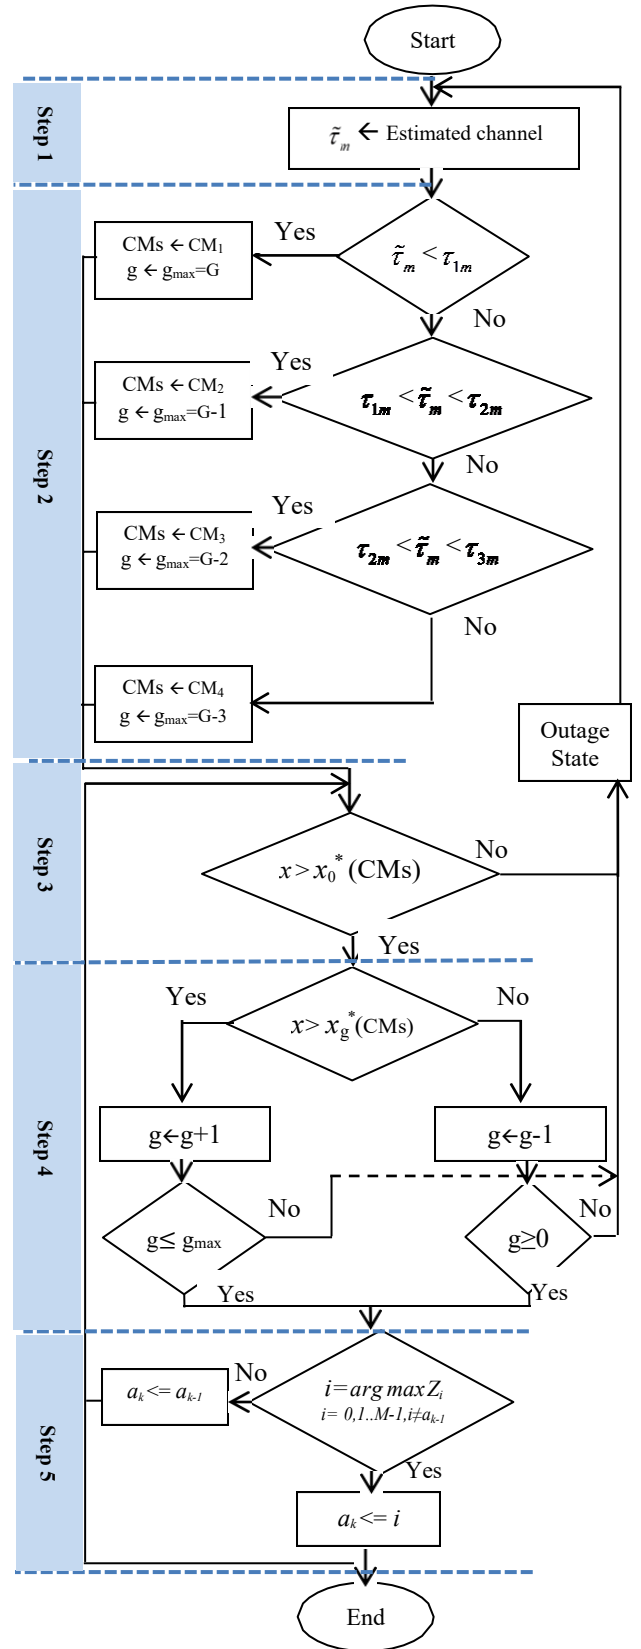 Start
Step 1
τ̃ₘ ← Estimated channel
Yes
CMs ← CM₁
g ← gₘₐₓ=G
τ̃ₘ < τ₁ₘ
No
Yes
CMs ← CM₂
g ← gₘₐₓ=G-1
τ₁ₘ < τ̃ₘ < τ₂ₘ
No
Step 2
Yes
CMs ← CM₃
g ← gₘₐₓ=G-2
τ₂ₘ < τ̃ₘ < τ₃ₘ
No
CMs ← CM₄
g ← gₘₐₓ=G-3
Outage
State
Step 3
x > x₀* (CMs)
No
Yes
Step 4
Yes
x> x_g*(CMs)
No
g←g+1
g←g-1
No
No
g≤ gₘₐₓ
g≥0
Yes
Yes
Step 5
No
aₖ <= aₖ₋₁
i=arg max Zᵢ
i= 0,1..M-1,i≠aₖ₋₁
Yes
aₖ <= i
End